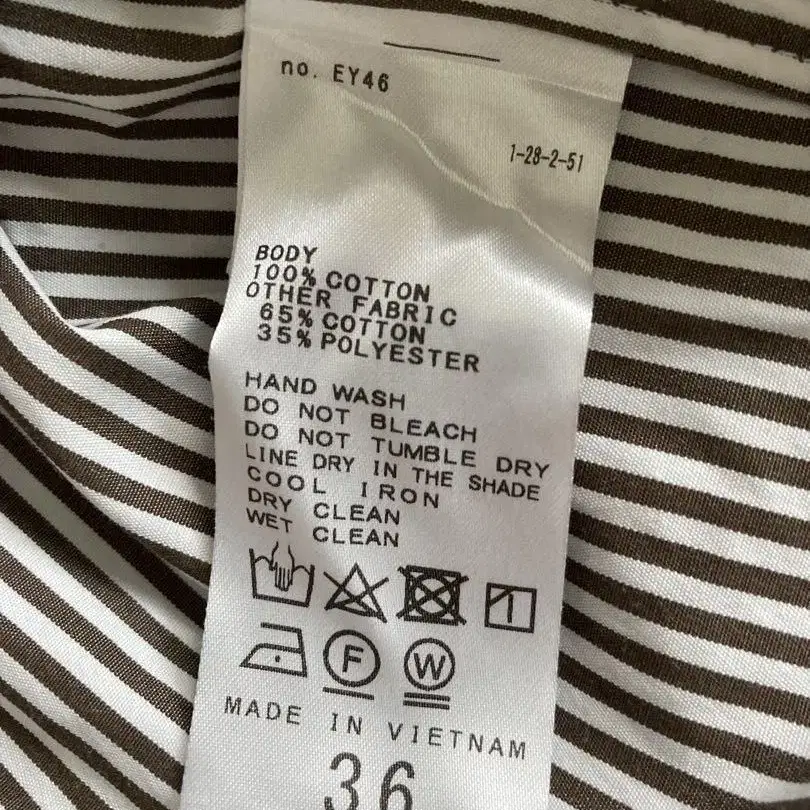 no. EY46
1-28-2-51
BODY
100% COTTON
OTHER FABRIC
65% COTTON
35% POLYESTER
HAND WASH
DO NOT BLEACH
DO NOT TUMBLE DRY
LINE DRY IN THE SHADE
COOL IRON
DRY CLEAN
WET CLEAN
F W
MADE IN VIETNAM
36